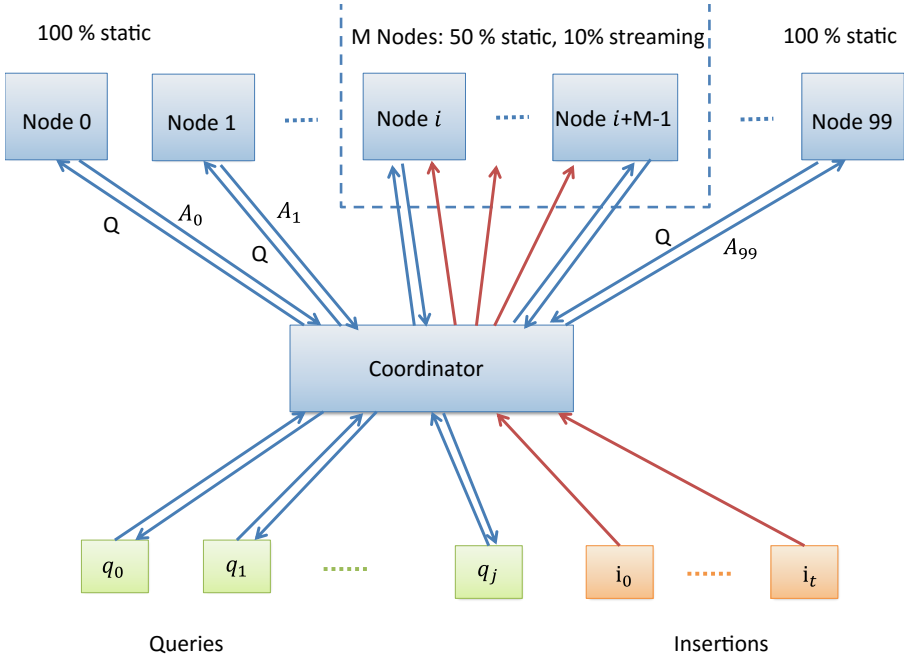 100 % static
M Nodes: 50 % static, 10% streaming
100 % static
Node 0
Node 1
Node i
Node i+M-1
Node 99
Q
A₀
A₁
Q
Q
A₉₉
Coordinator
q₀
q₁
qⱼ
i₀
iₜ
Queries
Insertions